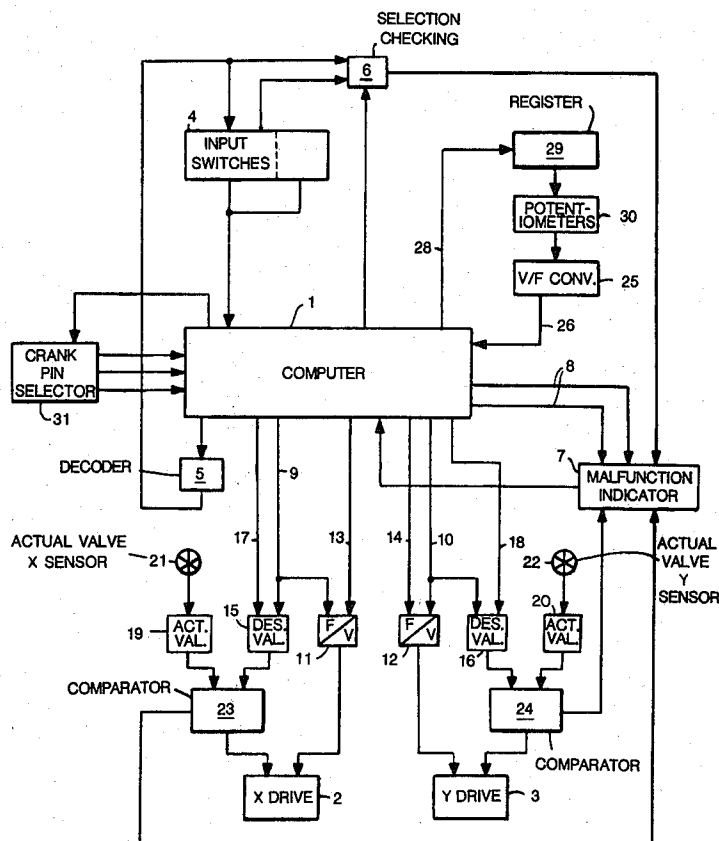 SELECTION
CHECKING
6
REGISTER
4
29
INPUT
SWITCHES
POTENT-
IOMETERS
30
28
V/F CONV.
25
1
26
CRANK
PIN
SELECTOR
31
COMPUTER
8
DECODER
5
9
7
MALFUNCTION
INDICATOR
ACTUAL VALVE
X SENSOR
21
17
13
14
10
18
22
ACTUAL
VALVE
Y
SENSOR
19
ACT.
VAL.
15
DES.
VAL.
F
V
11
F
V
12
DES.
VAL.
16
20
ACT.
VAL.
COMPARATOR
23
24
COMPARATOR
X DRIVE
2
Y DRIVE
3